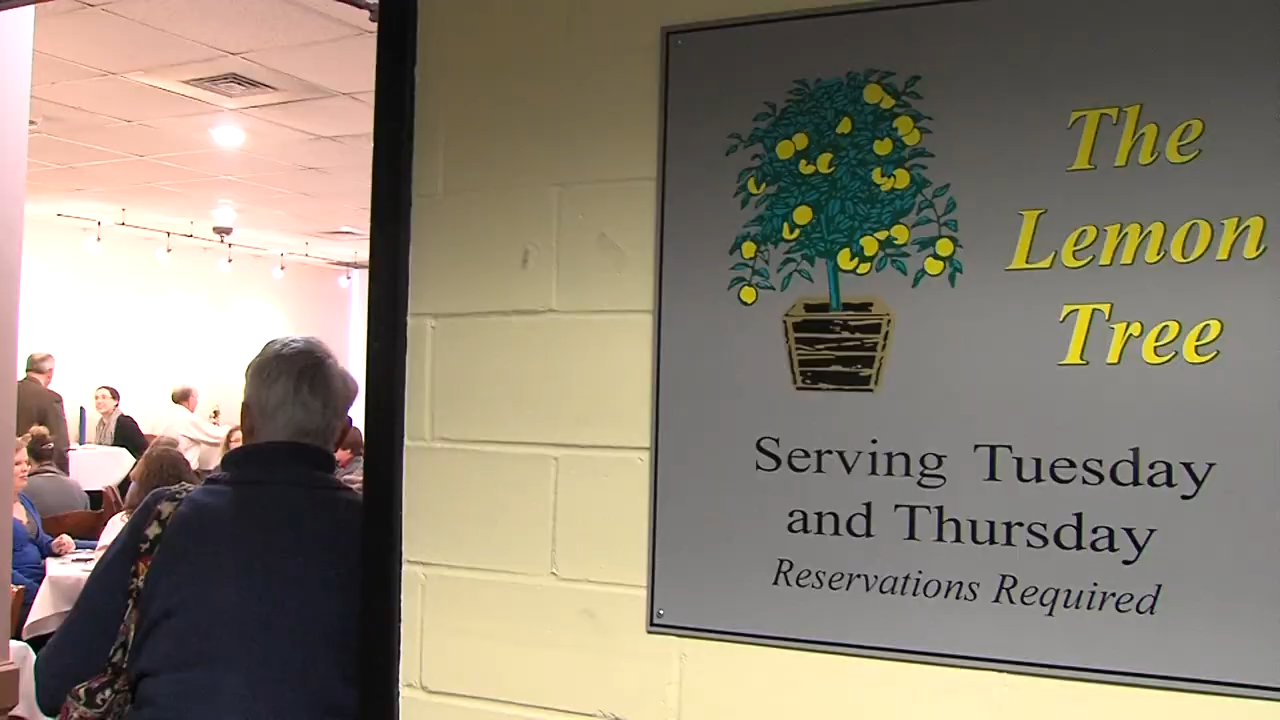 The
Lemon
Tree
Serving Tuesday
and Thursday
Reservations Required